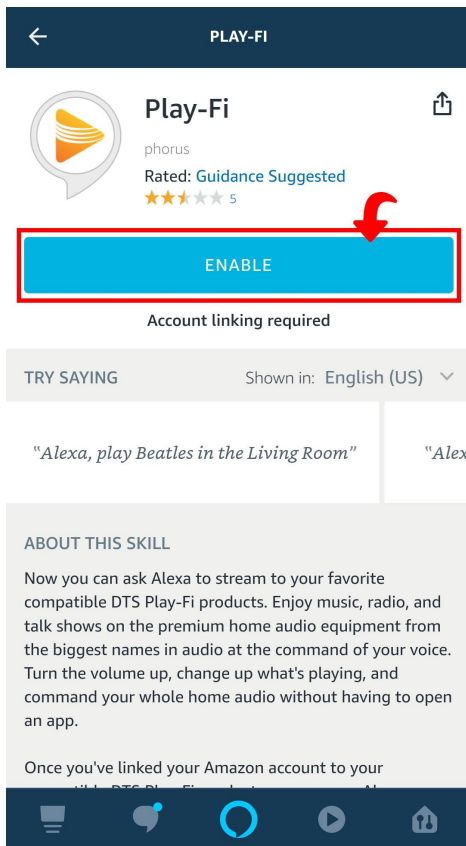 PLAY-FI
Play-Fi
phorus
Rated: Guidance Suggested
5
ENABLE
Account linking required
TRY SAYING Shown in: English (US)
"Alexa, play Beatles in the Living Room" "Alex
ABOUT THIS SKILL
Now you can ask Alexa to stream to your favorite
compatible DTS Play-Fi products. Enjoy music, radio, and
talk shows on the premium home audio equipment from
the biggest names in audio at the command of your voice.
Turn the volume up, change up what's playing, and
command your whole home audio without having to open
an app.
Once you've linked your Amazon account to your